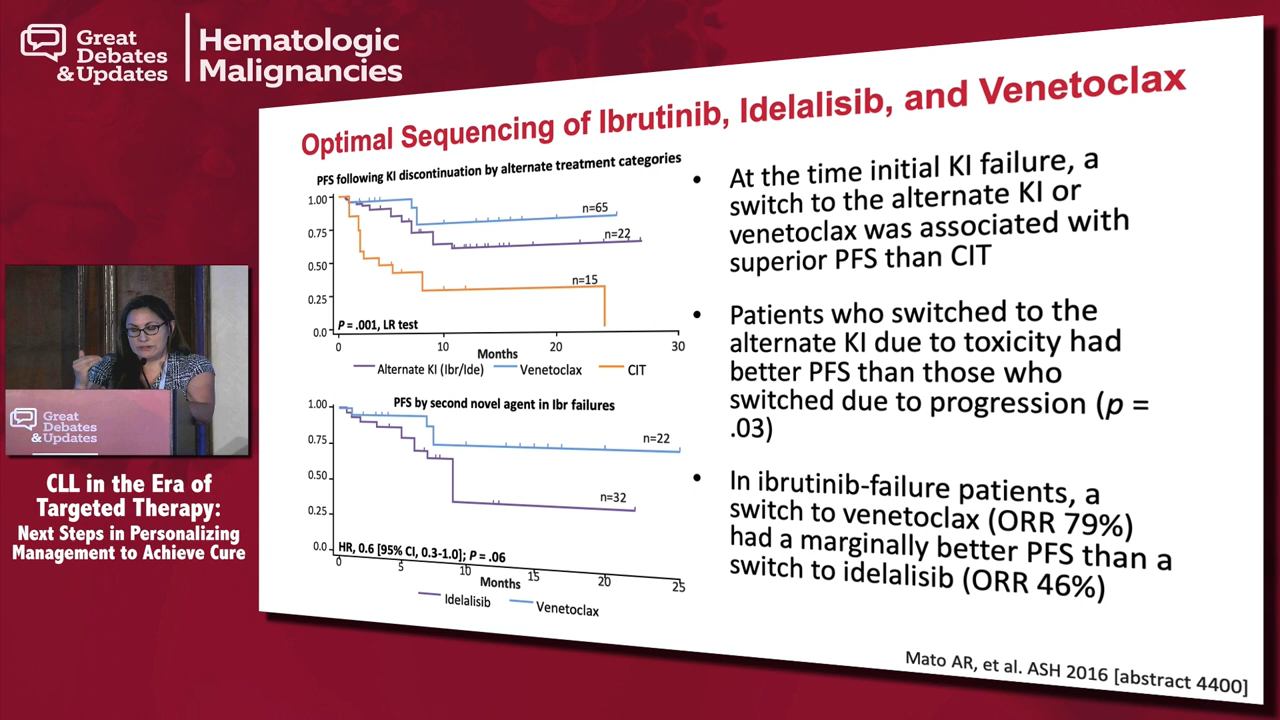 Great
Debates
& Updates
Hematologic
Malignancies
Optimal Sequencing of Ibrutinib, Idelalisib, and Venetoclax
PFS following KI discontinuation by alternate treatment categories
1.00
0.75
0.50
0.25
0.0
n=65
n=22
n=15
P = .001, LR test
0
10
20
30
Months
Alternate KI (Ibr/Ide)
Venetoclax
CIT
PFS by second novel agent in Ibr failures
1.00
0.75
0.50
0.25
0.0
n=22
n=32
HR, 0.6 [95% CI, 0.3-1.0]; P = .06
0
5
10
15
20
25
Months
Idelalisib
Venetoclax
• At the time initial KI failure, a
switch to the alternate KI or
venetoclax was associated with
superior PFS than CIT
• Patients who switched to the
alternate KI due to toxicity had
better PFS than those who
switched due to progression (p =
.03)
• In ibrutinib-failure patients, a
switch to venetoclax (ORR 79%)
had a marginally better PFS than a
switch to idelalisib (ORR 46%)
Mato AR, et al. ASH 2016 [abstract 4400]
Great
Debates
& Updates
CLL in the Era of
Targeted Therapy:
Next Steps in Personalizing
Management to Achieve Cure